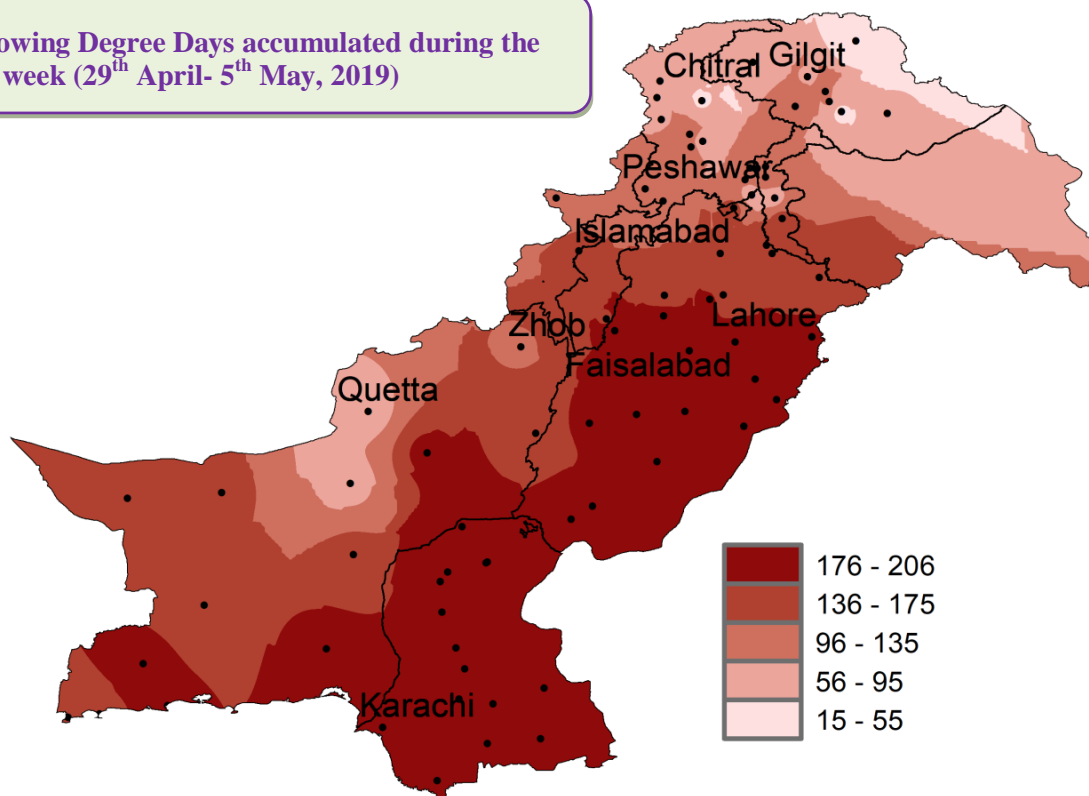 owing Degree Days accumulated during the
week (29th April- 5th May, 2019)
Chitral
Gilgit
Peshawar
Islamabad
Zhob
Lahore
Faisalabad
Quetta
Karachi
176 - 206
136 - 175
96 - 135
56 - 95
15 - 55